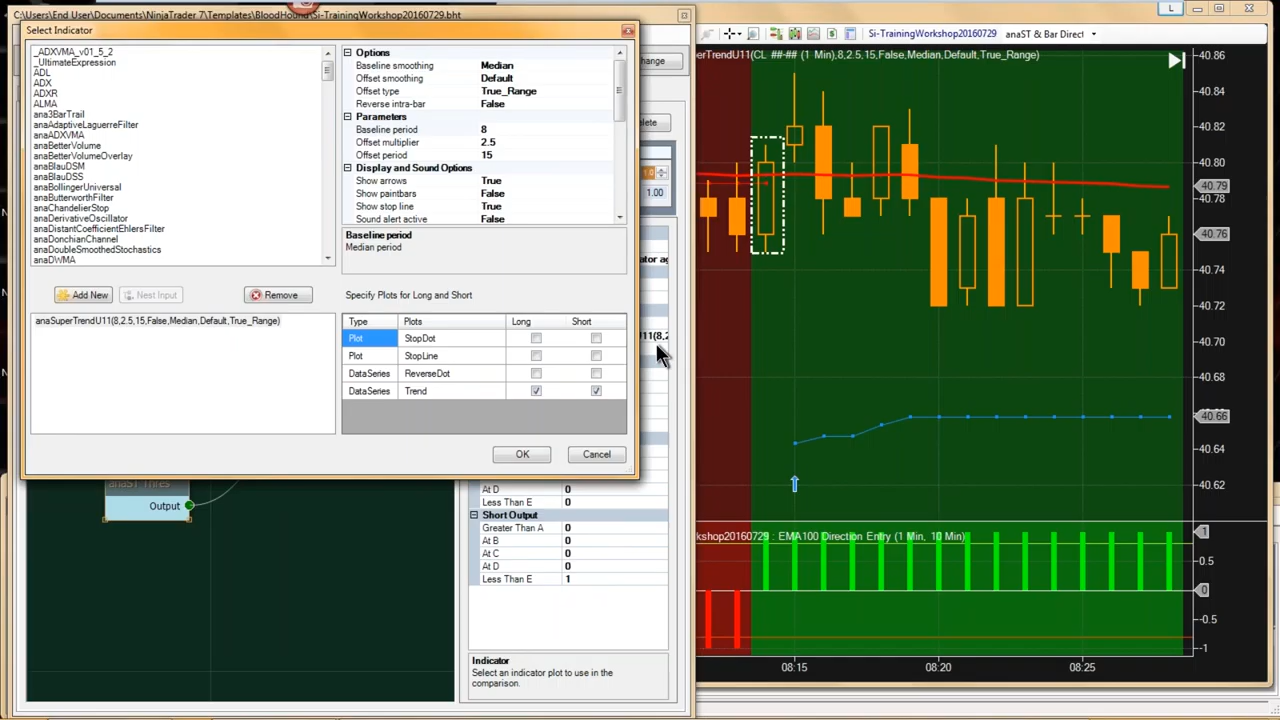 C:\Users\End User\Documents\NinjaTrader 7\Templates\BloodHound\Si-TrainingWorkshop20160729.bht
Select Indicator
_ADXVMA_v01_5_2
_UltimateExpression
ADL
ADX
ADXR
ALMA
ana3BarTrail
anaAdaptiveLaguerreFilter
anaADXVMA
anaBetterVolume
anaBetterVolumeOverlay
anaBlauDSM
anaBlauDSS
anaBollingerUniversal
anaButterworthFilter
anaChandelierStop
anaDerivativeOscillator
anaDistantCoefficientEhlersFilter
anaDonchianChannel
anaDoubleSmoothedStochastics
anaDWMA
Options
Baseline smoothing Median
Offset smoothing Default
Offset type True_Range
Reverse intra-bar False
Parameters
Baseline period 8
Offset multiplier 2.5
Offset period 15
Display and Sound Options
Show arrows True
Show paintbars False
Show stop line True
Sound alert active False
Baseline period
Median period
Add New
Nest Input
Remove
Specify Plots for Long and Short
anaSuperTrendU11(8,2.5,15,False,Median,Default,True_Range)
Type Plots Long Short
Plot StopDot
Plot StopLine
DataSeries ReverseDot
DataSeries Trend
OK
Cancel
1.0
1.00
anaST Thres
Output
At D 0
Less Than E 0
Short Output
Greater Than A 0
At B 0
At C 0
At D 0
Less Than E 1
Indicator
Select an indicator plot to use in the
comparison.
L
Si-TrainingWorkshop20160729 anaST & Bar Direct
erTrendU11(CL ##-## (1 Min),8,2.5,15,False,Median,Default,True_Range)
40.86
40.84
40.82
40.80
40.79
40.78
40.76
40.74
40.72
40.70
40.68
40.66
40.64
40.62
kshop20160729 : EMA100 Direction Entry (1 Min, 10 Min)
1
0.5
0
-0.5
-1
08:15
08:20
08:25